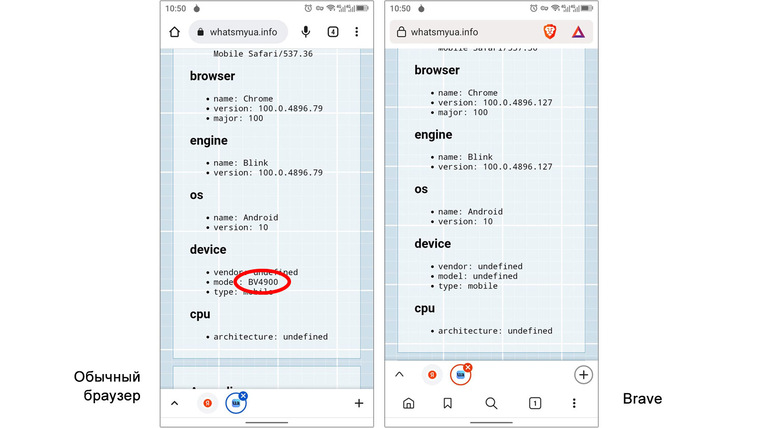 10:50
whatsmyua.info
4
Mobile Safari/537.36
browser
name: Chrome
version: 100.0.4896.79
major: 100
engine
name: Blink
version: 100.0.4896.79
os
name: Android
version: 10
device
vendor: undefined
model: BV4900
type: mobile
cpu
architecture: undefined
Я
Обычный
браузер
10:50
whatsmyua.info
Mobile Safari/537.36
browser
name: Chrome
version: 100.0.4896.127
major: 100
engine
name: Blink
version: 100.0.4896.127
os
name: Android
version: 10
device
vendor: undefined
model: undefined
type: mobile
cpu
architecture: undefined
Я
1
Brave